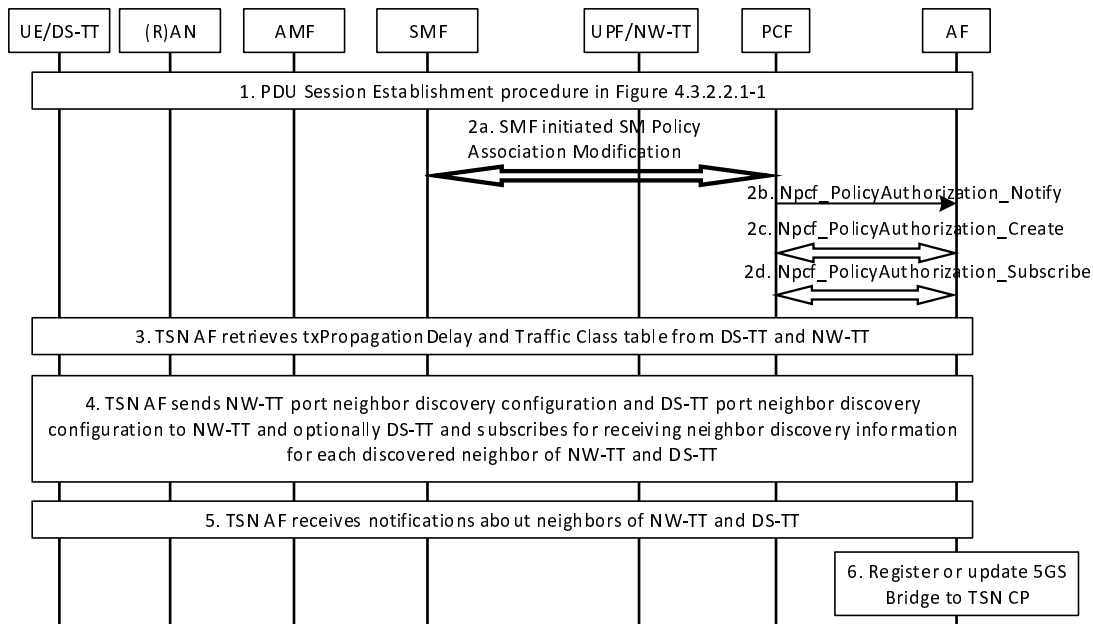 UE/DS-TT
(R)AN
AMF
SMF
UPF/NW-TT
PCF
AF
1. PDU Session Establishment procedure in Figure 4.3.2.2.1-1
2a. SMF initiated SM Policy
Association Modification
2b. Npcf_PolicyAuthorization_Notify
2c. Npcf_PolicyAuthorization_Create
2d. Npcf_PolicyAuthorization_Subscribe
3. TSN AF retrieves txPropagationDelay and Traffic Class table from DS-TT and NW-TT
4. TSN AF sends NW-TT port neighbor discovery configuration and DS-TT port neighbor discovery
configuration to NW-TT and optionally DS-TT and subscribes for receiving neighbor discovery information
for each discovered neighbor of NW-TT and DS-TT
5. TSN AF receives notifications about neighbors of NW-TT and DS-TT
6. Register or update 5GS
Bridge to TSN CP